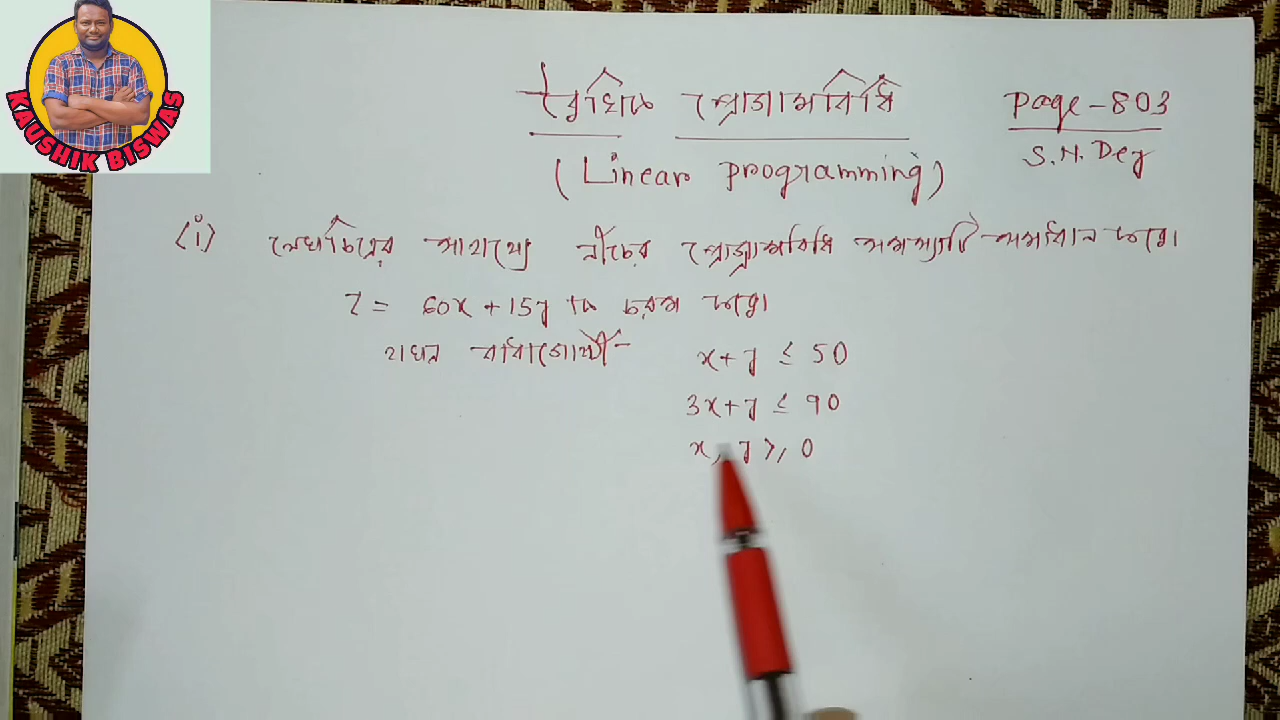 KAUSHIK BISWAS
রৈখিক প্রোগ্রামবিধি
(Linear programming)
Page-803
S.N. Dey
(i) লেখচিত্রের সাহায্যে নীচের প্রোগ্রামবিধি সমস্যাটি সমাধান করো
Z = 60x + 15y কে চরম করো
যখন বাধাগোষ্ঠী-
x+y ≤ 50
3x+y ≤ 90
x, y ≥ 0